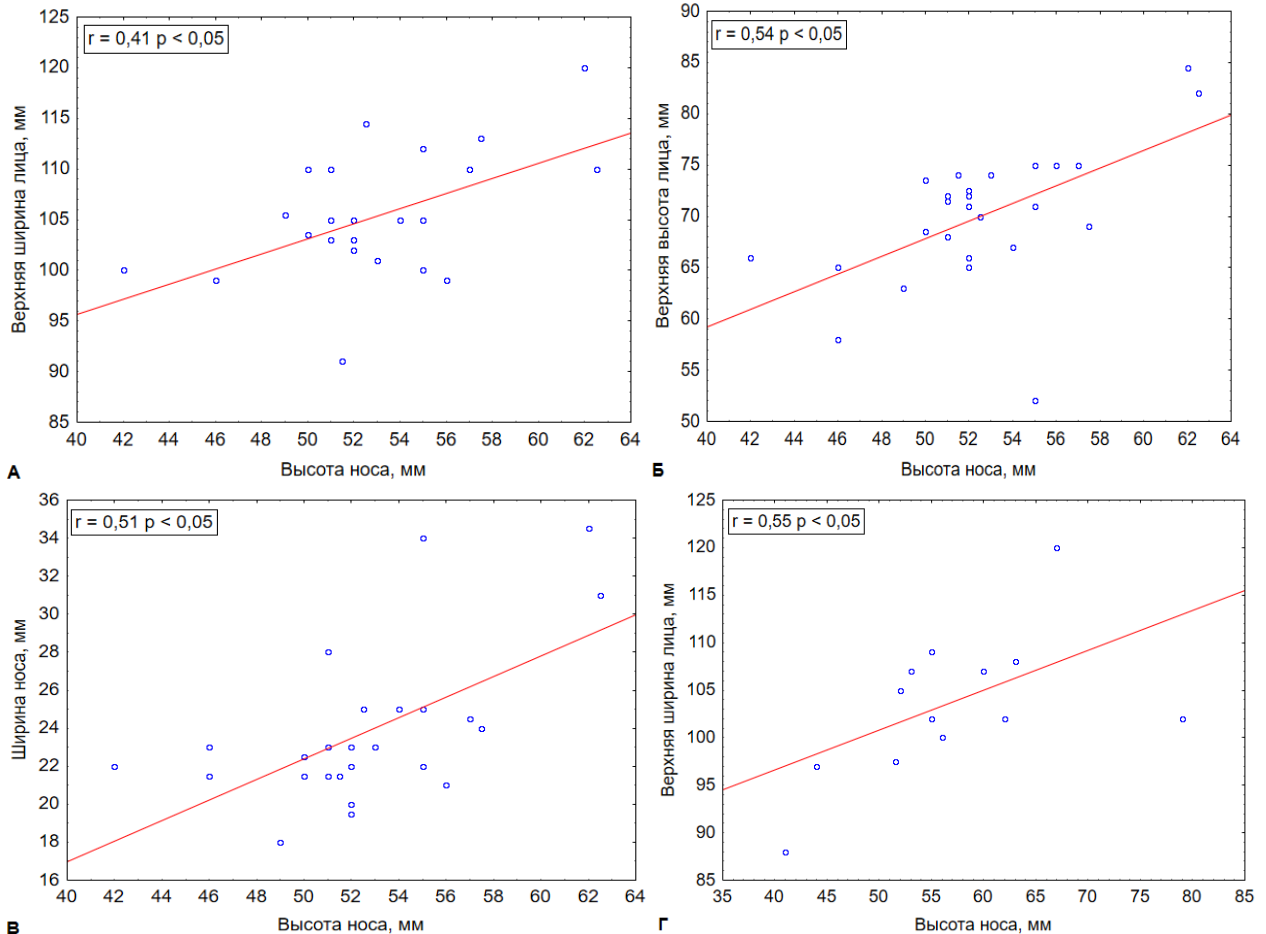 r = 0,41 p < 0,05
125
120
115
110
105
100
95
90
85
Верхняя ширина лица, мм
40 42 44 46 48 50 52 54 56 58 60 62 64
Высота носа, мм
А
r = 0,54 p < 0,05
90
85
80
75
70
65
60
55
50
Верхняя высота лица, мм
40 42 44 46 48 50 52 54 56 58 60 62 64
Высота носа, мм
Б
r = 0,51 p < 0,05
36
34
32
30
28
26
24
22
20
18
16
Ширина носа, мм
40 42 44 46 48 50 52 54 56 58 60 62 64
Высота носа, мм
В
r = 0,55 p < 0,05
125
120
115
110
105
100
95
90
85
Верхняя ширина лица, мм
35 40 45 50 55 60 65 70 75 80 85
Высота носа, мм
Г